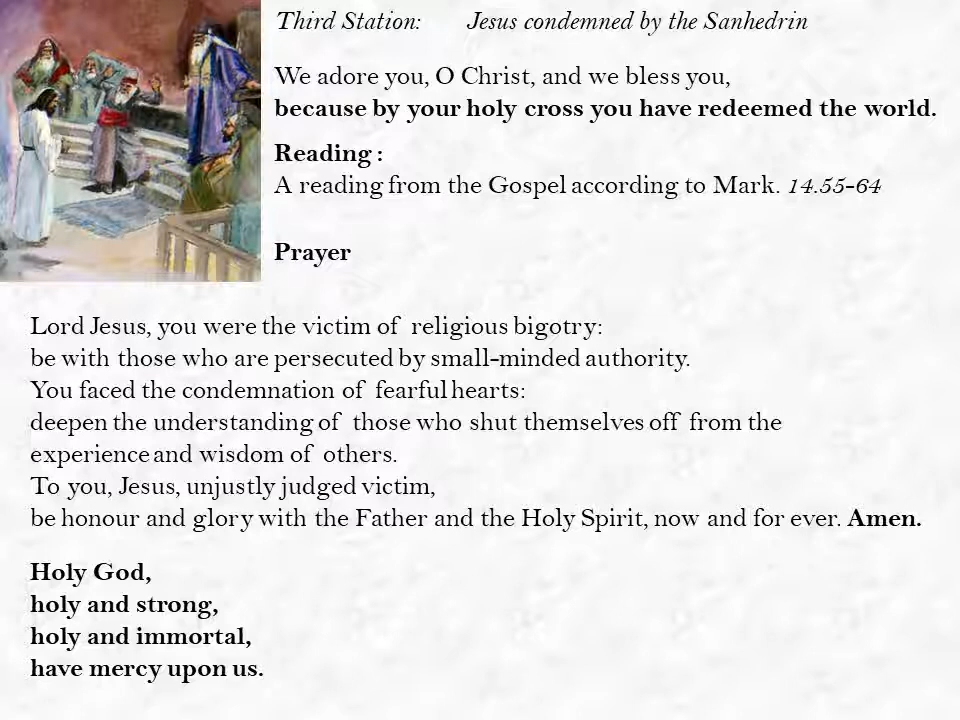 Third Station: Jesus condemned by the Sanhedrin
We adore you, O Christ, and we bless you,
because by your holy cross you have redeemed the world.
Reading :
A reading from the Gospel according to Mark. 14.55-64
Prayer
Lord Jesus, you were the victim of religious bigotry:
be with those who are persecuted by small-minded authority.
You faced the condemnation of fearful hearts:
deepen the understanding of those who shut themselves off from the
experience and wisdom of others.
To you, Jesus, unjustly judged victim,
be honour and glory with the Father and the Holy Spirit, now and for ever. Amen.
Holy God,
holy and strong,
holy and immortal,
have mercy upon us.